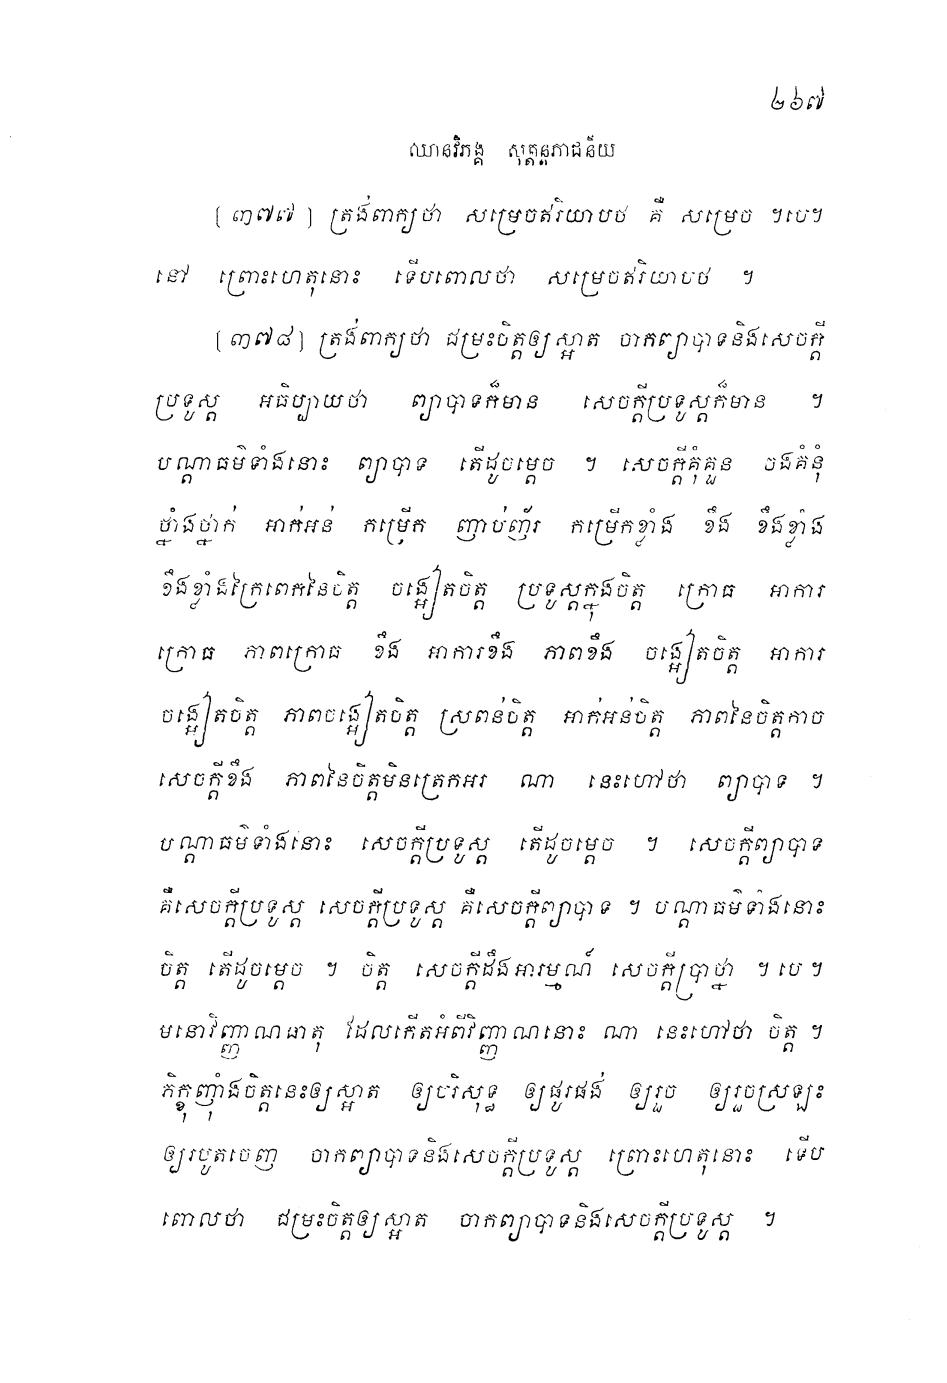 ២៦៧
ឈានវិភង្គ សុត្តន្តភាជនីយ
[៣៧៧] ត្រង់ពាក្យថា សម្រេចឥរិយាបថ គឺ សម្រេច ។បេ។
នៅ ព្រោះហេតុនោះ ទើបពោលថា សម្រេចឥរិយាបថ ។
[៣៧៨] ត្រង់ពាក្យថា ជម្រះចិត្តឲ្យស្អាត ចាកព្យាបាទនិងសេចក្តី
ប្រទូស្ត អធិប្បាយថា ព្យាបាទក៏មាន សេចក្តីប្រទូស្តក៏មាន ។
បណ្តាធម៌ទាំងនោះ ព្យាបាទ តើដូចម្តេច ។ សេចក្តីគុំគួន ចងគំនុំ
ថ្នាំងថ្នាក់ អាក់អន់ កម្រើក ញាប់ញ័រ កម្រើកខ្លាំង ខឹង ខឹងខ្លាំង
ខឹងខ្លាំងក្រៃពេកនៃចិត្ត ចង្អៀតចិត្ត ប្រទូស្តក្នុងចិត្ត ក្រោធ អាការ
ក្រោធ ភាពក្រោធ ខឹង អាការខឹង ភាពខឹង ចង្អៀតចិត្ត អាការ
ចង្អៀតចិត្ត ភាពចង្អៀតចិត្ត ស្រពន់ចិត្ត អាក់អន់ចិត្ត ភាពនៃចិត្តកាច
សេចក្តីខឹង ភាពនៃចិត្តមិនត្រេកអរ ណា នេះហៅថា ព្យាបាទ ។
បណ្តាធម៌ទាំងនោះ សេចក្តីប្រទូស្ត តើដូចម្តេច ។ សេចក្តីព្យាបាទ
គឺសេចក្តីប្រទូស្ត សេចក្តីប្រទូស្ត គឺសេចក្តីព្យាបាទ ។ បណ្តាធម៌ទាំងនោះ
ចិត្ត តើដូចម្តេច ។ ចិត្ត សេចក្តីដឹងអារម្មណ៍ សេចក្តីប្រាថ្នា ។បេ។
មនោវិញ្ញាណធាតុ ដែលកើតអំពីវិញ្ញាណនោះ ណា នេះហៅថា ចិត្ត ។
ភិក្ខុញ៉ាំងចិត្តនេះឲ្យស្អាត ឲ្យបរិសុទ្ធ ឲ្យផូរផង់ ឲ្យរួច ឲ្យរួចស្រឡះ
ឲ្យរបូតចេញ ចាកព្យាបាទនិងសេចក្តីប្រទូស្ត ព្រោះហេតុនោះ ទើប
ពោលថា ជម្រះចិត្តឲ្យស្អាត ចាកព្យាបាទនិងសេចក្តីប្រទូស្ត ។